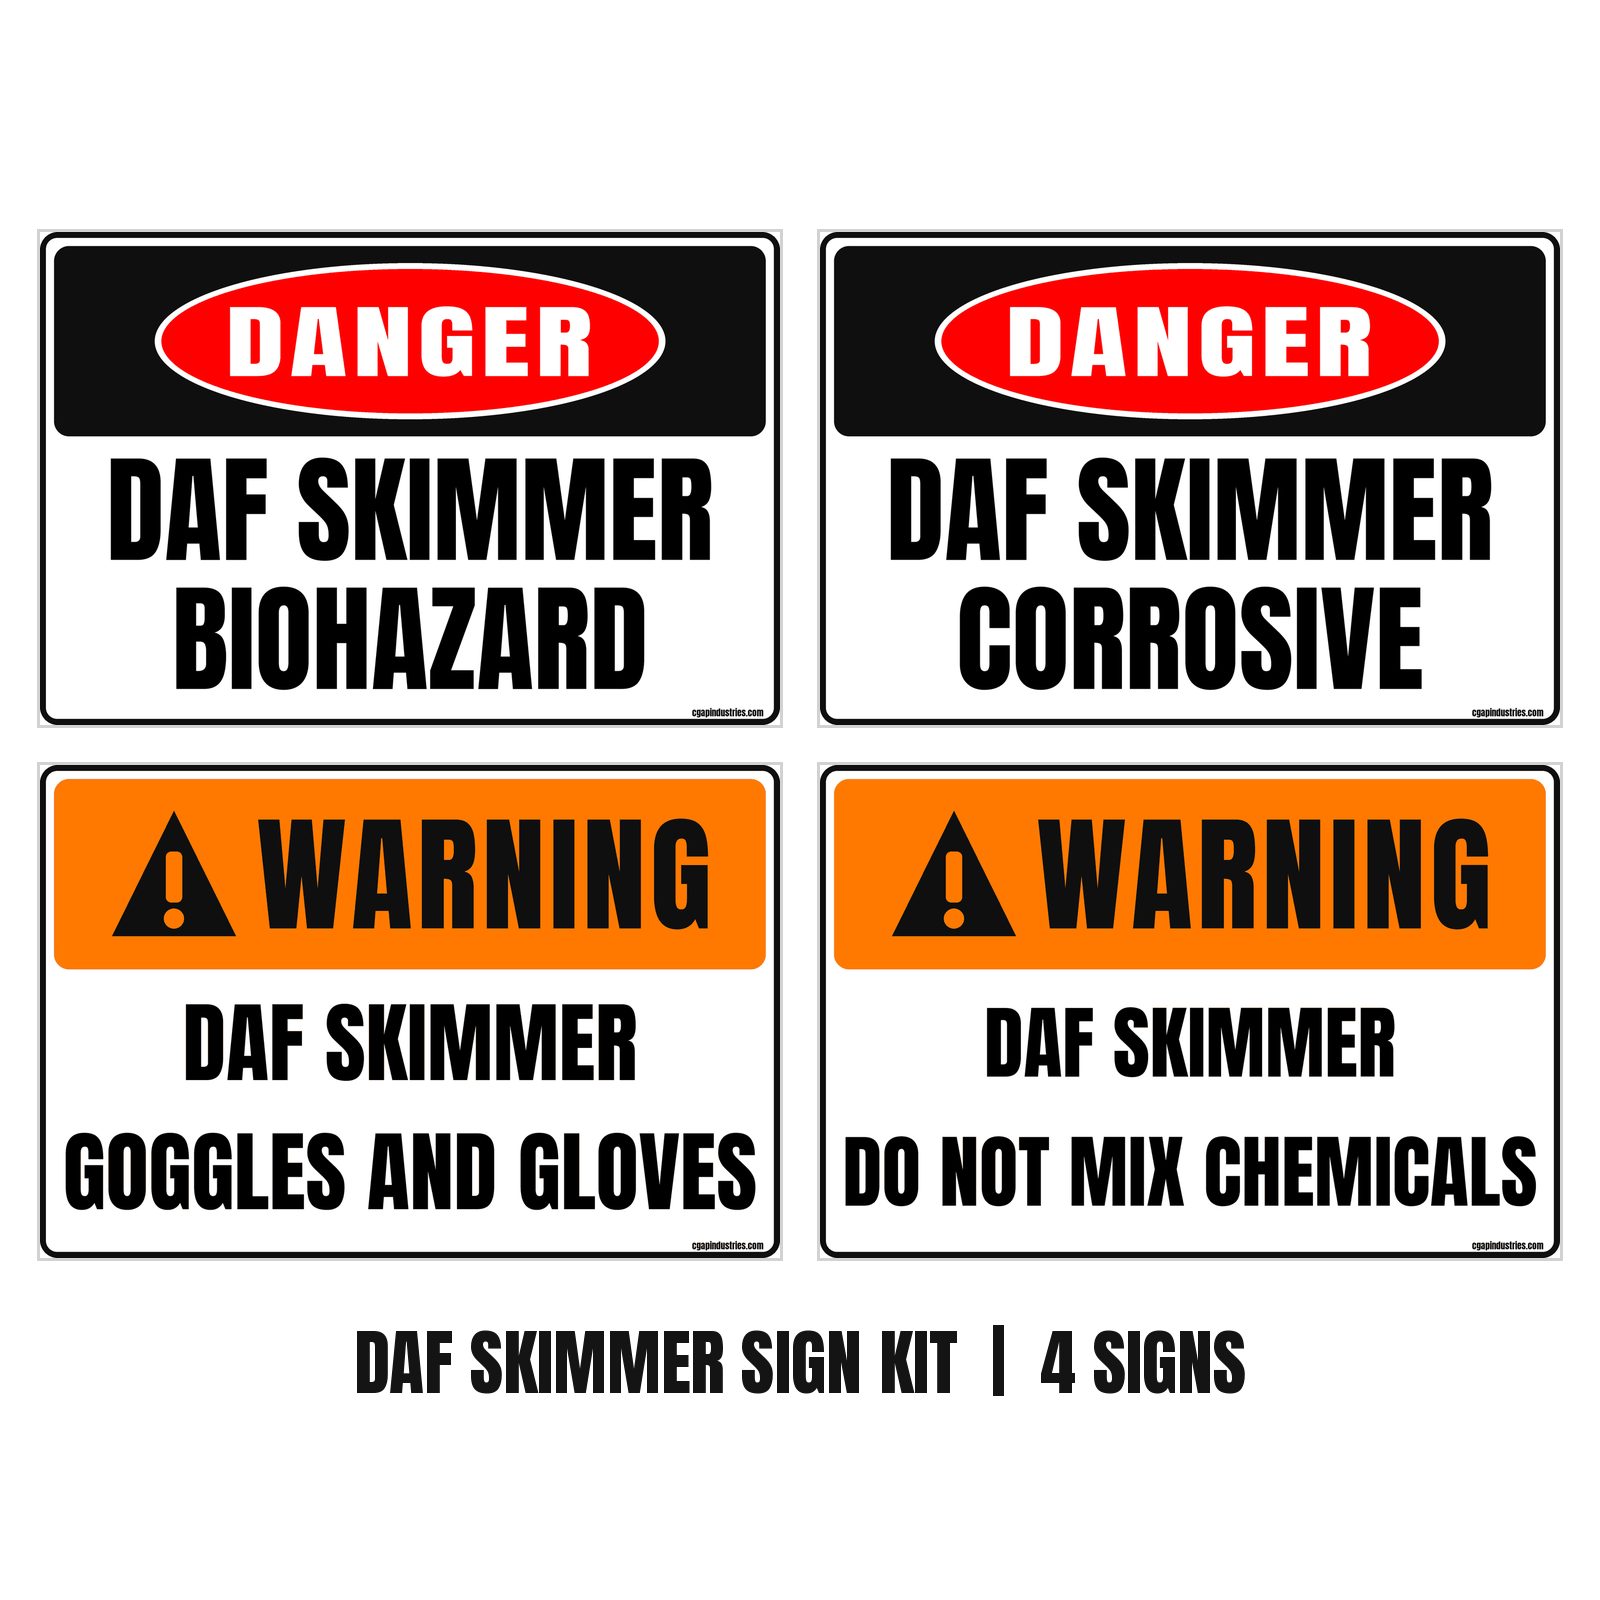 DANGER
DAF SKIMMER
BIOHAZARD
cgapindustries.com
DANGER
DAF SKIMMER
CORROSIVE
cgapindustries.com
WARNING
DAF SKIMMER
GOGGLES AND GLOVES
cgapindustries.com
WARNING
DAF SKIMMER
DO NOT MIX CHEMICALS
cgapindustries.com
DAF SKIMMER SIGN KIT | 4 SIGNS